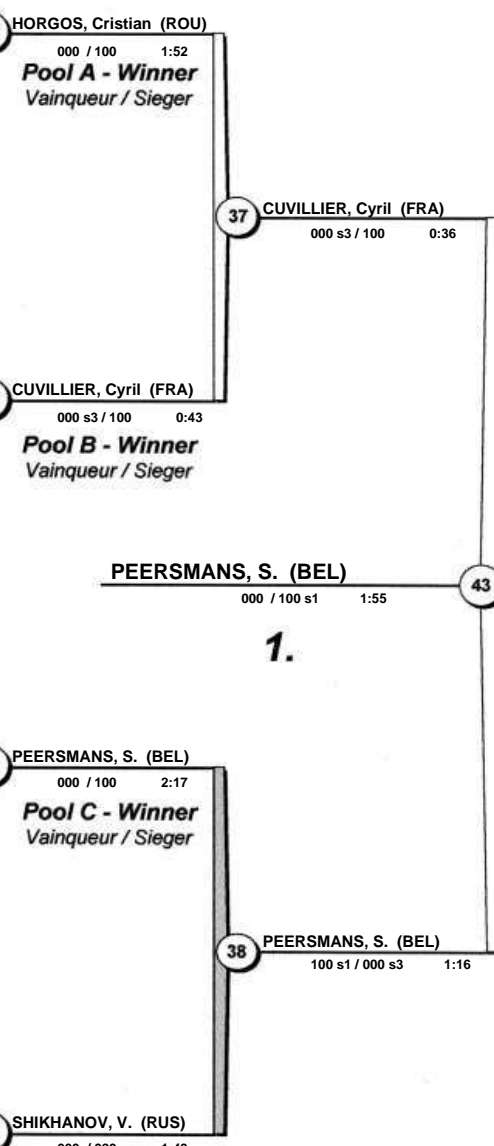 HORGOS, Cristian (ROU)
000 / 100 1:52
Pool A - Winner
Vainqueur / Sieger
37
CUVILLIER, Cyril (FRA)
000 s3 / 100 0:36
CUVILLIER, Cyril (FRA)
000 s3 / 100 0:43
Pool B - Winner
Vainqueur / Sieger
PEERSMANS, S. (BEL)
43
000 / 100 s1 1:55
1.
PEERSMANS, S. (BEL)
000 / 100 2:17
Pool C - Winner
Vainqueur / Sieger
38
PEERSMANS, S. (BEL)
100 s1 / 000 s3 1:16
SHIKHANOV, V. (RUS)